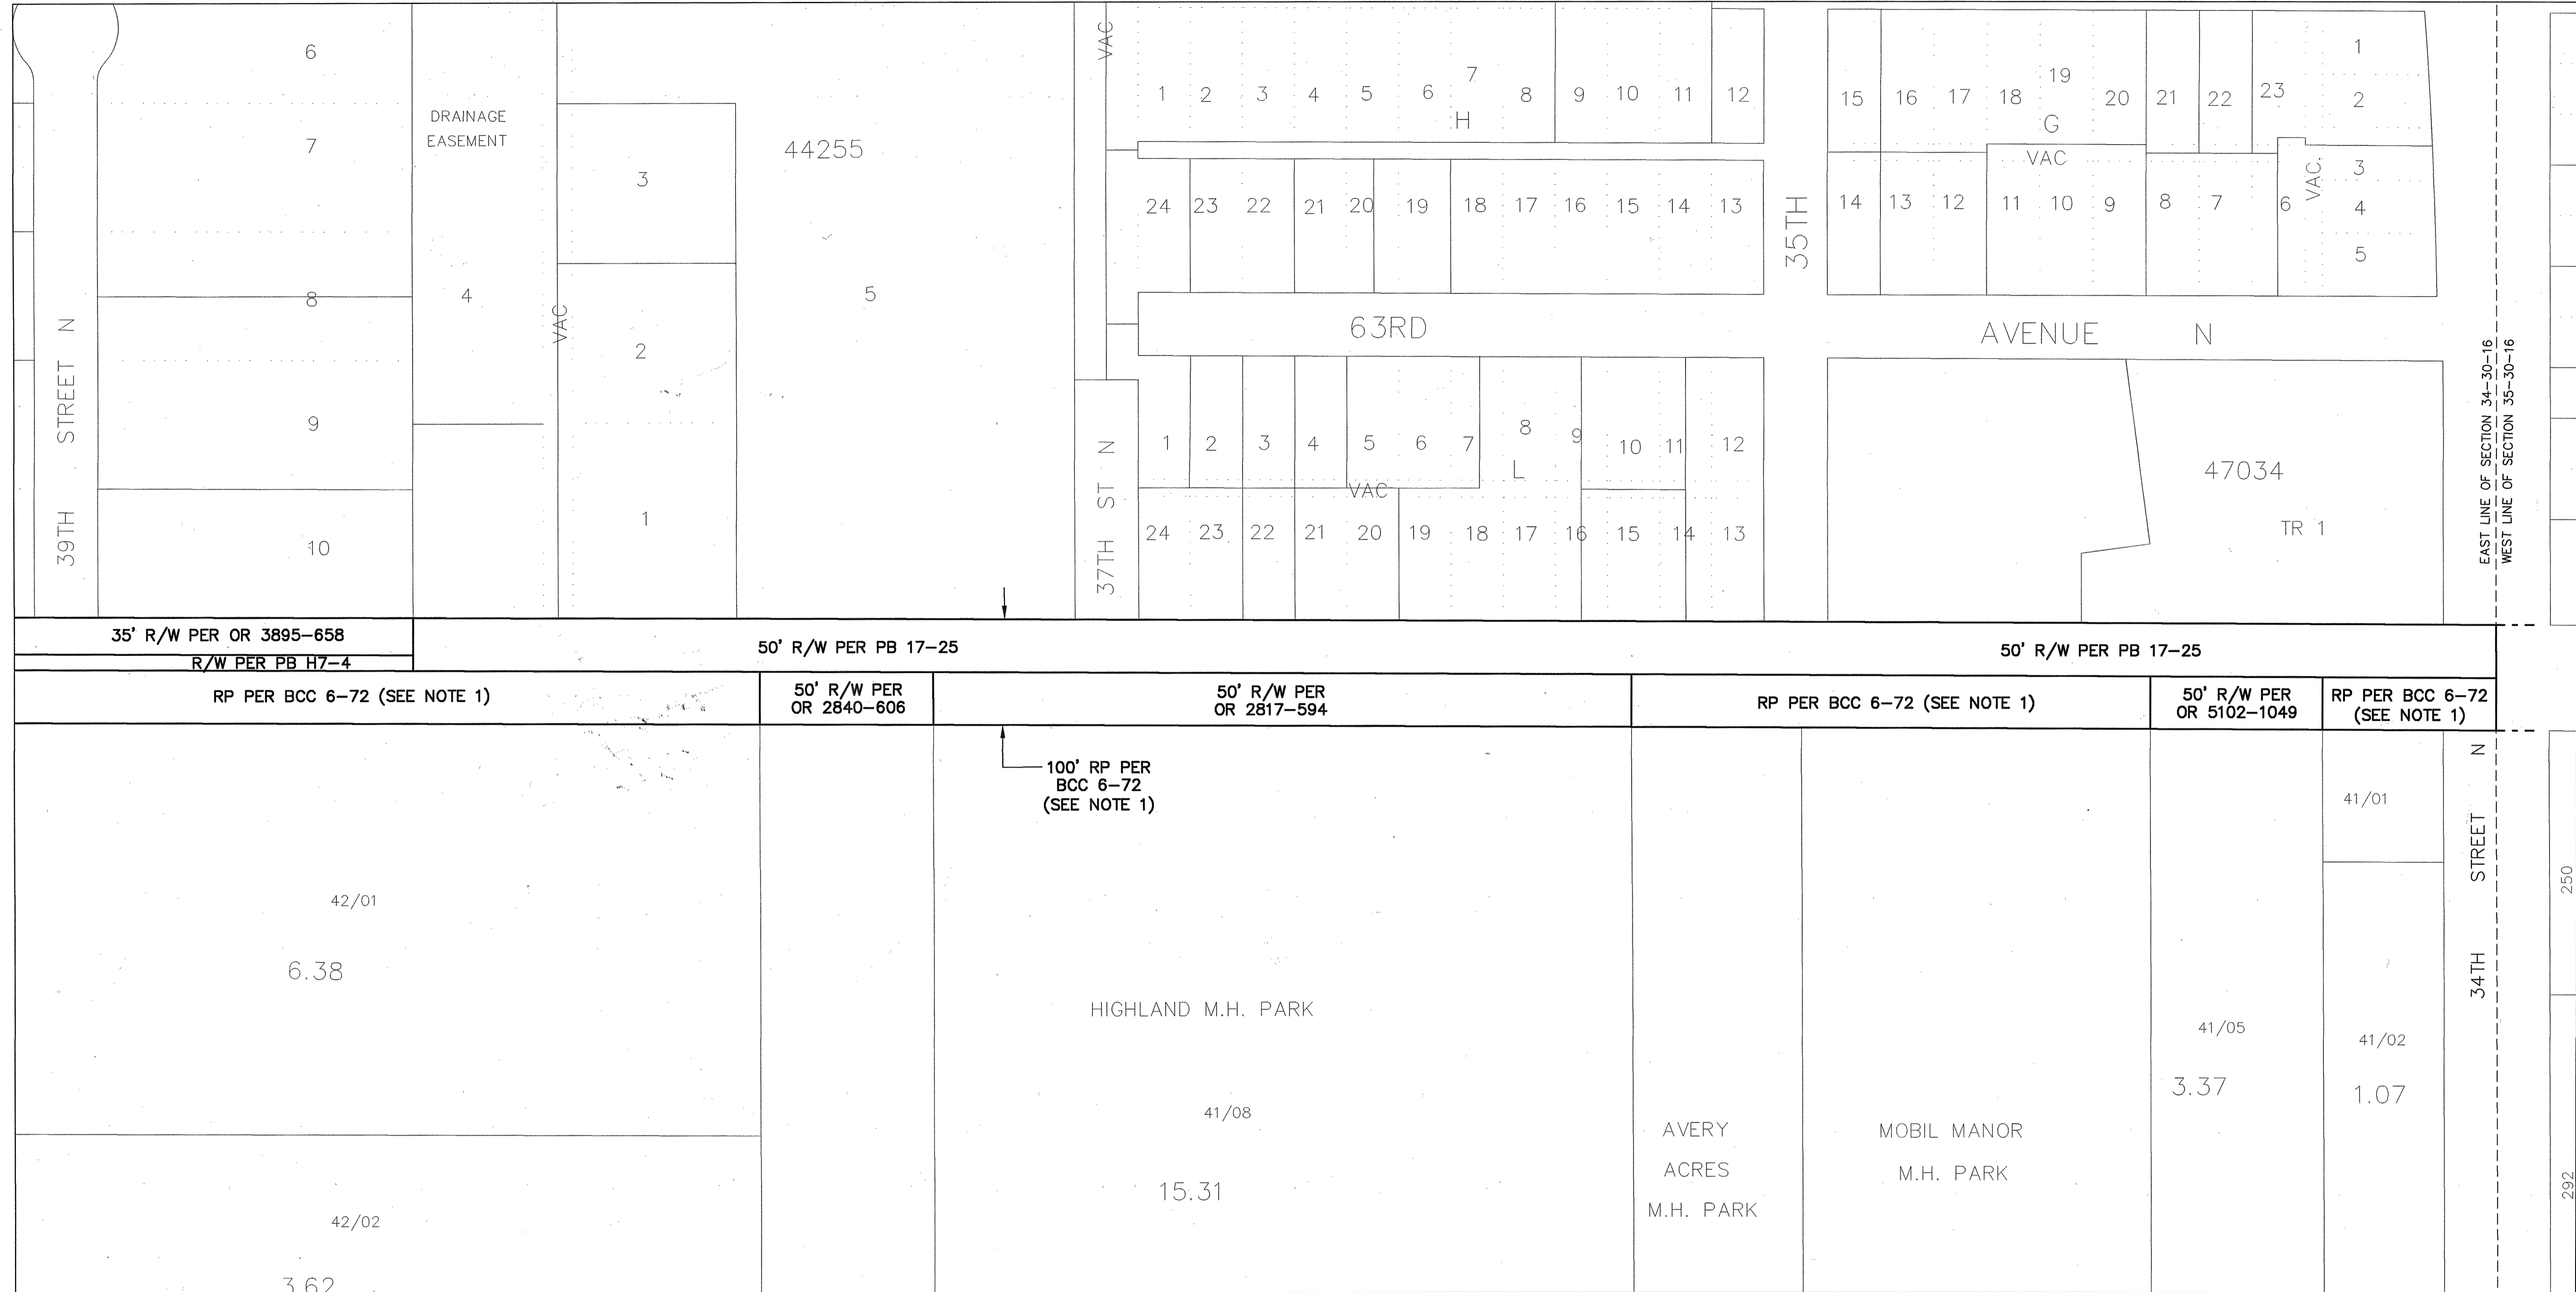 6
7
8
9
10
39TH STREET N
DRAINAGE
EASEMENT
4
VAC
3
2
1
44255
5
VAC
1 2 3 4 5 6 7 8 9 10 11 12
H
24 23 22 21 20 19 18 17 16 15 14 13
35TH
15 16 17 18 19 20 21 22 23
G
VAC
14 13 12 11 10 9 8 7 6
VAC
1
2
3
4
5
63RD AVENUE N
37TH ST N
1 2 3 4 5 6 7 8 9 10 11 12
L
VAC
24 23 22 21 20 19 18 17 16 15 14 13
47034
TR 1
EAST LINE OF SECTION 34-30-16
WEST LINE OF SECTION 35-30-16
35' R/W PER OR 3895-658
R/W PER PB H7-4
50' R/W PER PB 17-25
50' R/W PER PB 17-25
RP PER BCC 6-72 (SEE NOTE 1)
50' R/W PER
OR 2840-606
50' R/W PER
OR 2817-594
RP PER BCC 6-72 (SEE NOTE 1)
50' R/W PER
OR 5102-1049
RP PER BCC 6-72
(SEE NOTE 1)
100' RP PER
BCC 6-72
(SEE NOTE 1)
42/01
6.38
42/02
3.62
HIGHLAND M.H. PARK
41/08
15.31
AVERY
ACRES
M.H. PARK
MOBIL MANOR
M.H. PARK
41/05
3.37
41/01
41/02
1.07
34TH STREET N
250
292